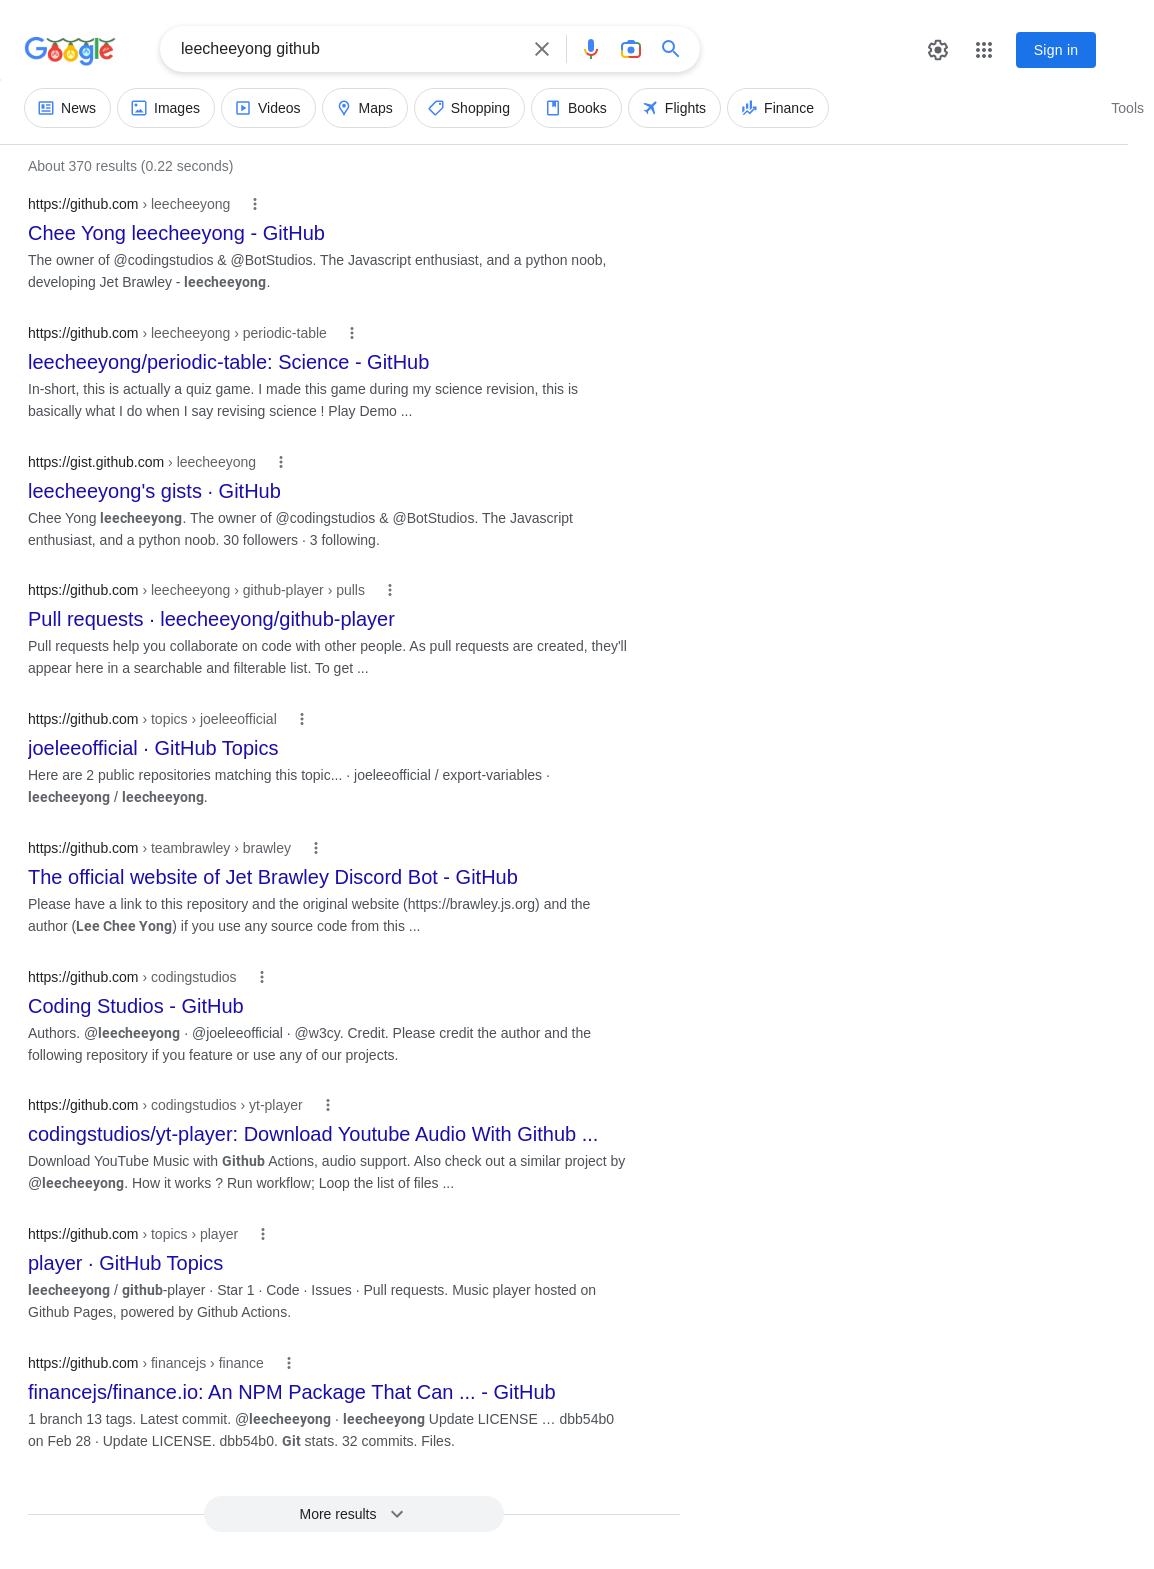 Google
leecheeyong github
Sign in
News
Images
Videos
Maps
Shopping
Books
Flights
Finance
Tools
About 370 results (0.22 seconds)
https://github.com › leecheeyong
Chee Yong leecheeyong - GitHub
The owner of @codingstudios & @BotStudios. The Javascript enthusiast, and a python noob,
developing Jet Brawley - leecheeyong.
https://github.com › leecheeyong › periodic-table
leecheeyong/periodic-table: Science - GitHub
In-short, this is actually a quiz game. I made this game during my science revision, this is
basically what I do when I say revising science ! Play Demo ...
https://gist.github.com › leecheeyong
leecheeyong's gists · GitHub
Chee Yong leecheeyong. The owner of @codingstudios & @BotStudios. The Javascript
enthusiast, and a python noob. 30 followers · 3 following.
https://github.com › leecheeyong › github-player › pulls
Pull requests · leecheeyong/github-player
Pull requests help you collaborate on code with other people. As pull requests are created, they'll
appear here in a searchable and filterable list. To get ...
https://github.com › topics › joeleeofficial
joeleeofficial · GitHub Topics
Here are 2 public repositories matching this topic... · joeleeofficial / export-variables ·
leecheeyong / leecheeyong.
https://github.com › teambrawley › brawley
The official website of Jet Brawley Discord Bot - GitHub
Please have a link to this repository and the original website (https://brawley.js.org) and the
author (Lee Chee Yong) if you use any source code from this ...
https://github.com › codingstudios
Coding Studios - GitHub
Authors. @leecheeyong · @joeleeofficial · @w3cy. Credit. Please credit the author and the
following repository if you feature or use any of our projects.
https://github.com › codingstudios › yt-player
codingstudios/yt-player: Download Youtube Audio With Github ...
Download YouTube Music with Github Actions, audio support. Also check out a similar project by
@leecheeyong. How it works ? Run workflow; Loop the list of files ...
https://github.com › topics › player
player · GitHub Topics
leecheeyong / github-player · Star 1 · Code · Issues · Pull requests. Music player hosted on
Github Pages, powered by Github Actions.
https://github.com › financejs › finance
financejs/finance.io: An NPM Package That Can ... - GitHub
1 branch 13 tags. Latest commit. @leecheeyong · leecheeyong Update LICENSE … dbb54b0
on Feb 28 · Update LICENSE. dbb54b0. Git stats. 32 commits. Files.
More results